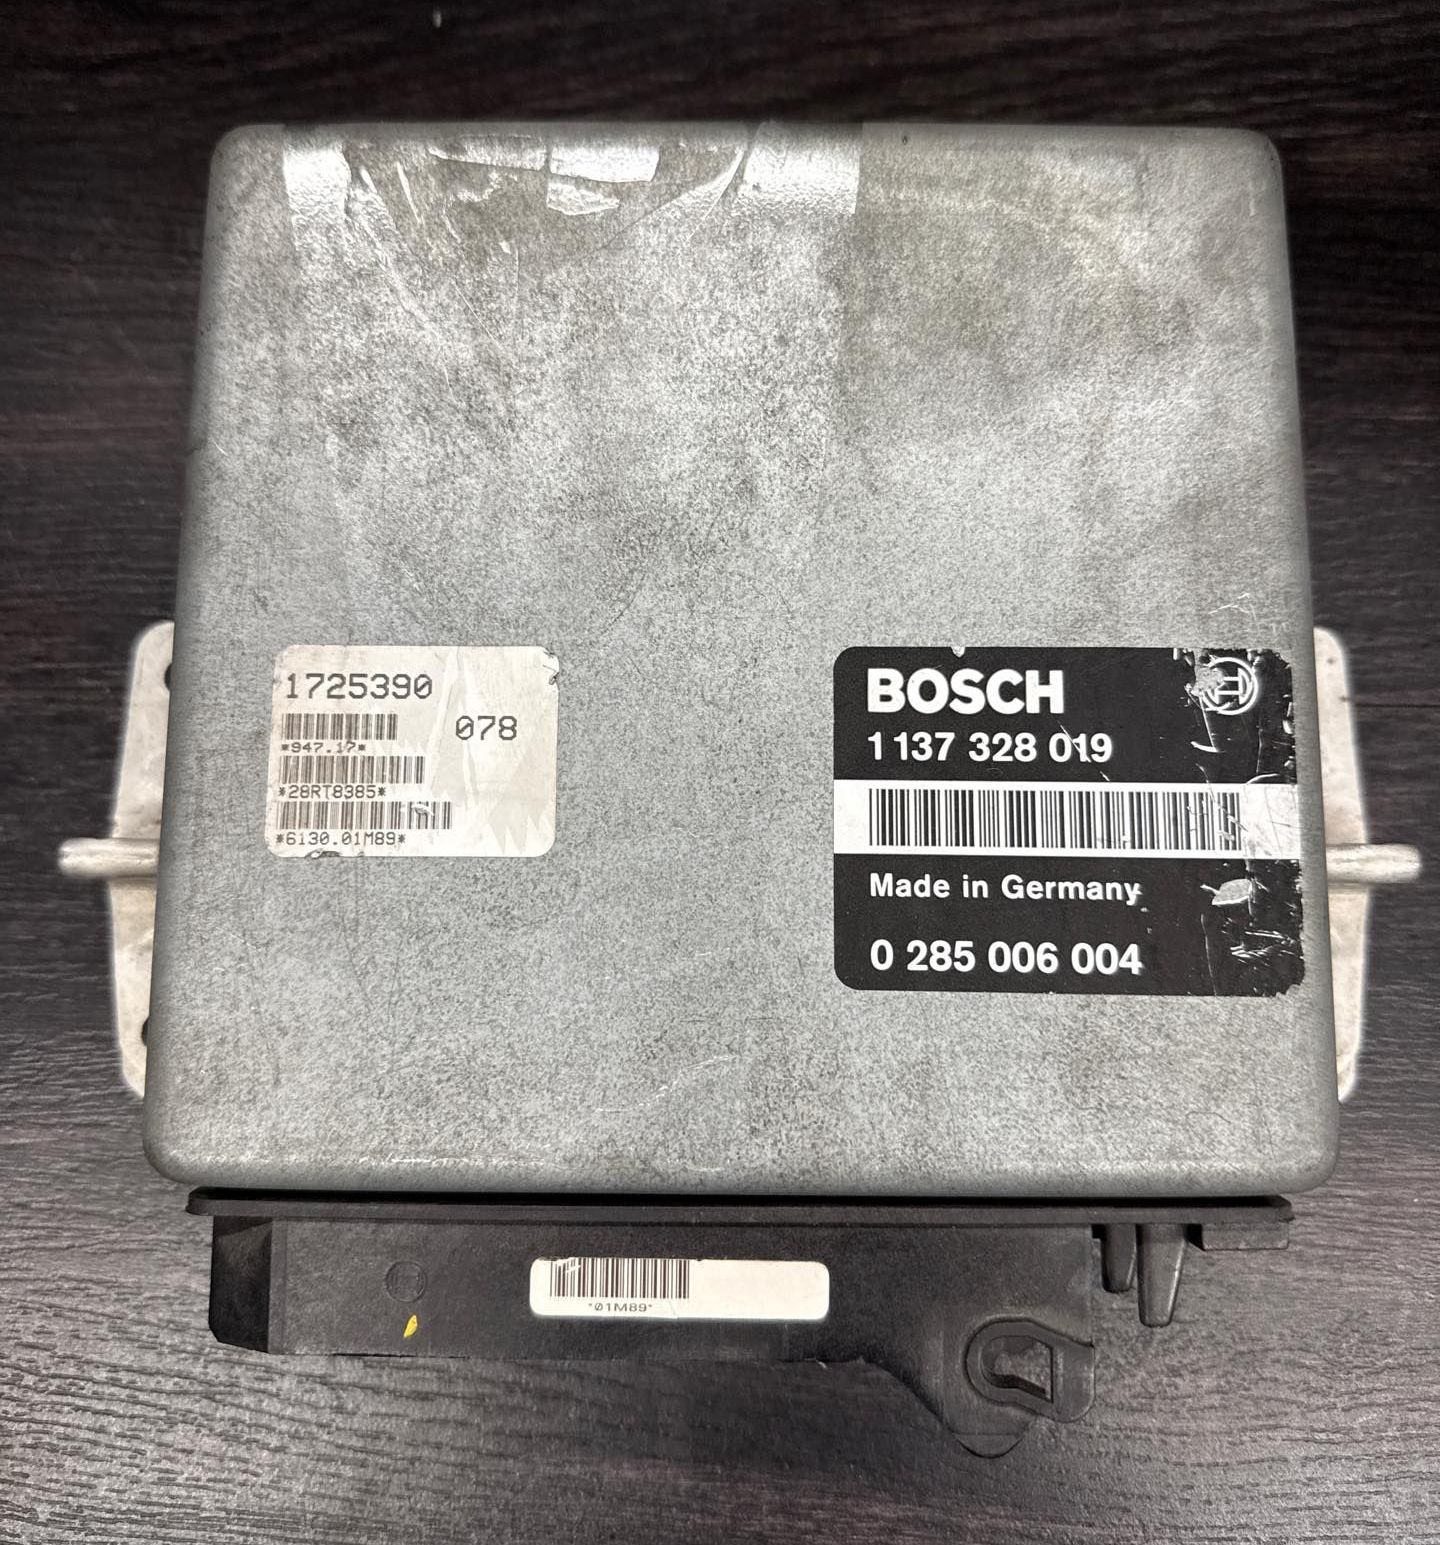 1725390
078
*947.17*
*28RT8385*
*6130.01M89*
BOSCH
1 137 328 019
Made in Germany
0 285 006 004
*01M89*